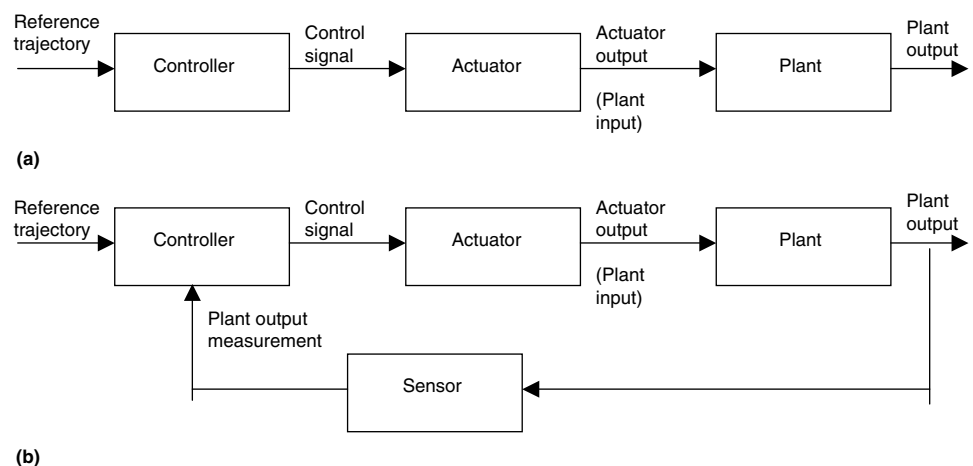 Reference
trajectory
Controller
Control
signal
Actuator
Actuator
output
(Plant
input)
Plant
Plant
output
(a)
Reference
trajectory
Controller
Control
signal
Actuator
Actuator
output
(Plant
input)
Plant
Plant
output
Plant output
measurement
Sensor
(b)